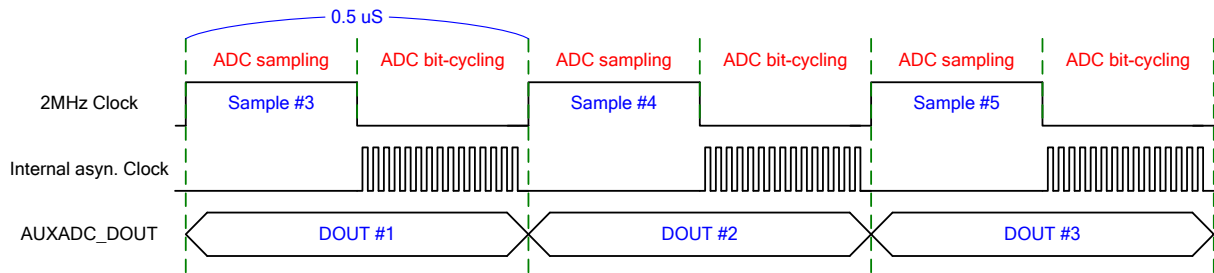 0.5 uS
ADC sampling ADC bit-cycling ADC sampling ADC bit-cycling ADC sampling ADC bit-cycling
2MHz Clock Sample #3 Sample #4 Sample #5
Internal asyn. Clock
AUXADC_DOUT DOUT #1 DOUT #2 DOUT #3